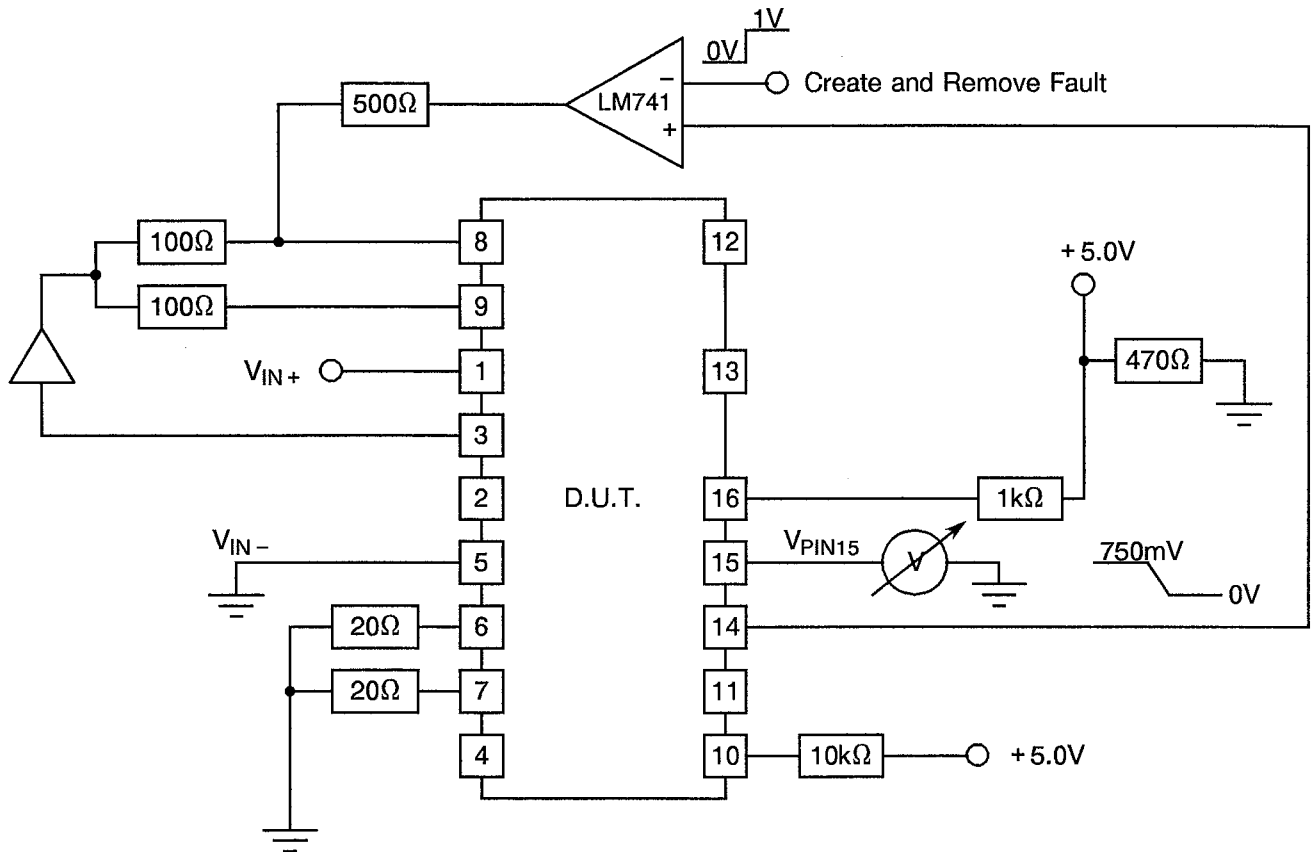 1V
0V
500Ω
LM741
−
+
Create and Remove Fault
100Ω
8
12
+5.0V
100Ω
9
VIN+
1
13
470Ω
3
2
D.U.T.
16
1kΩ
VIN−
5
15
VPIN15
V
750mV
0V
20Ω
6
14
20Ω
7
11
4
10
10kΩ
+5.0V